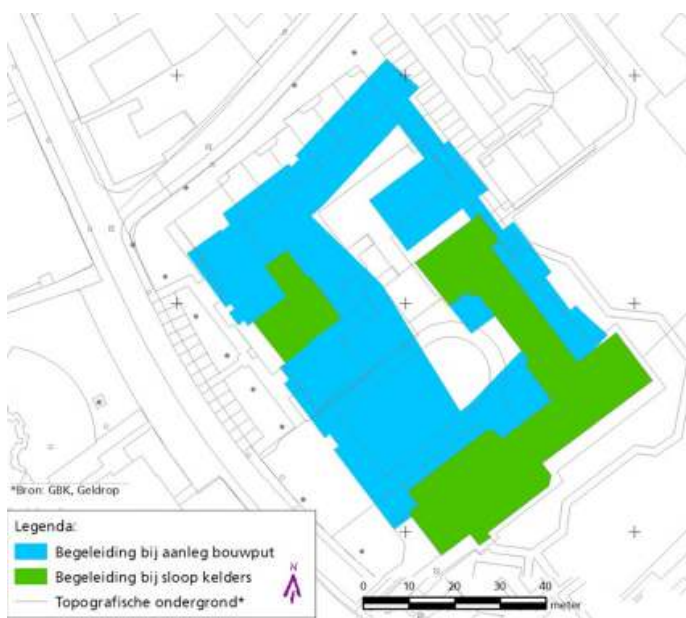 *Bron: GBK, Geldrop
Legenda:
Begeleiding bij aanleg bouwput
Begeleiding bij sloop kelders
Topografische ondergrond*
N
0 10 20 30 40
meter